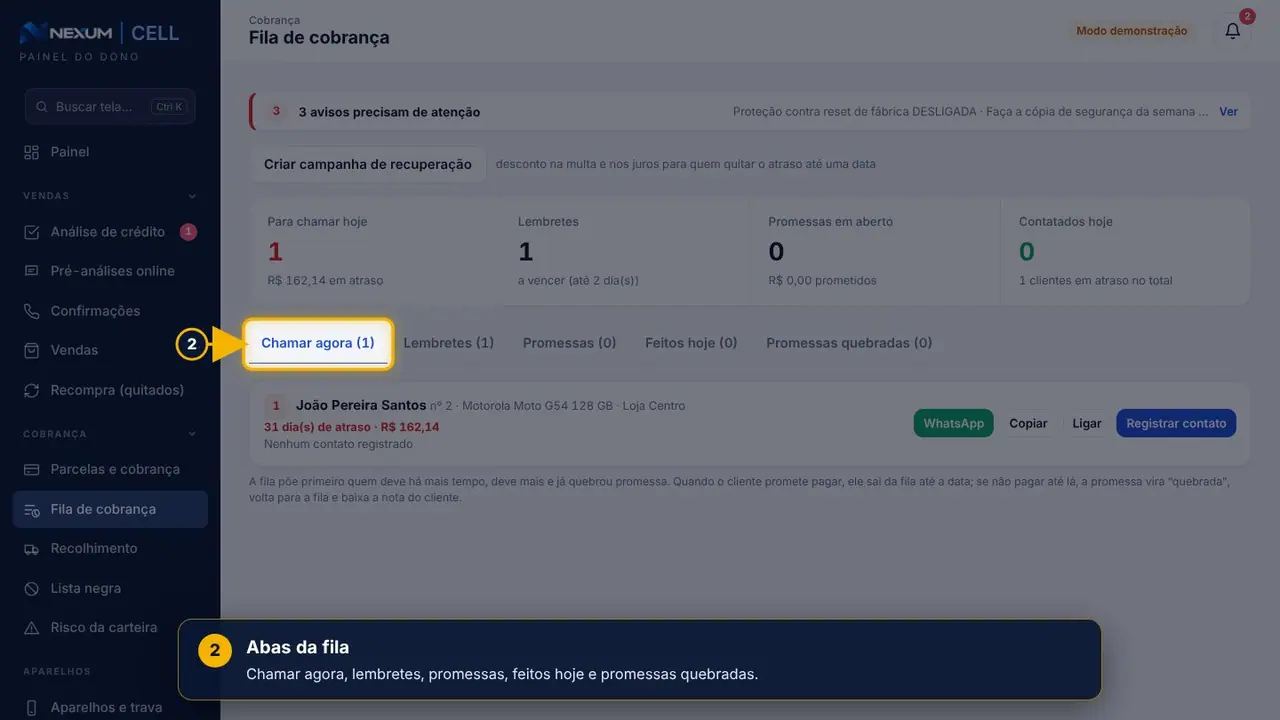 NEXUM | CELL
PAINEL DO DONO
Buscar tela... Ctrl K
Painel
VENDAS
Análise de crédito 1
Pré-análises online
Confirmações
Vendas
Recompra (quitados)
COBRANÇA
Parcelas e cobrança
Fila de cobrança
Recolhimento
Lista negra
Risco da carteira
APARELHOS
Aparelhos e trava
Cobrança
Fila de cobrança
Modo demonstração
2
3 3 avisos precisam de atenção
Proteção contra reset de fábrica DESLIGADA · Faça a cópia de segurança da semana ... Ver
Criar campanha de recuperação desconto na multa e nos juros para quem quitar o atraso até uma data
Para chamar hoje
1
R$ 162,14 em atraso
Lembretes
1
a vencer (até 2 dia(s))
Promessas em aberto
0
R$ 0,00 prometidos
Contatados hoje
0
1 clientes em atraso no total
2 Chamar agora (1) Lembretes (1) Promessas (0) Feitos hoje (0) Promessas quebradas (0)
1 João Pereira Santos nº 2 · Motorola Moto G54 128 GB · Loja Centro
31 dia(s) de atraso · R$ 162,14
Nenhum contato registrado
WhatsApp Copiar Ligar Registrar contato
A fila põe primeiro quem deve há mais tempo, deve mais e já quebrou promessa. Quando o cliente promete pagar, ele sai da fila até a data; se não pagar até lá, a promessa vira "quebrada",
volta para a fila e baixa a nota do cliente.
2 Abas da fila
Chamar agora, lembretes, promessas, feitos hoje e promessas quebradas.